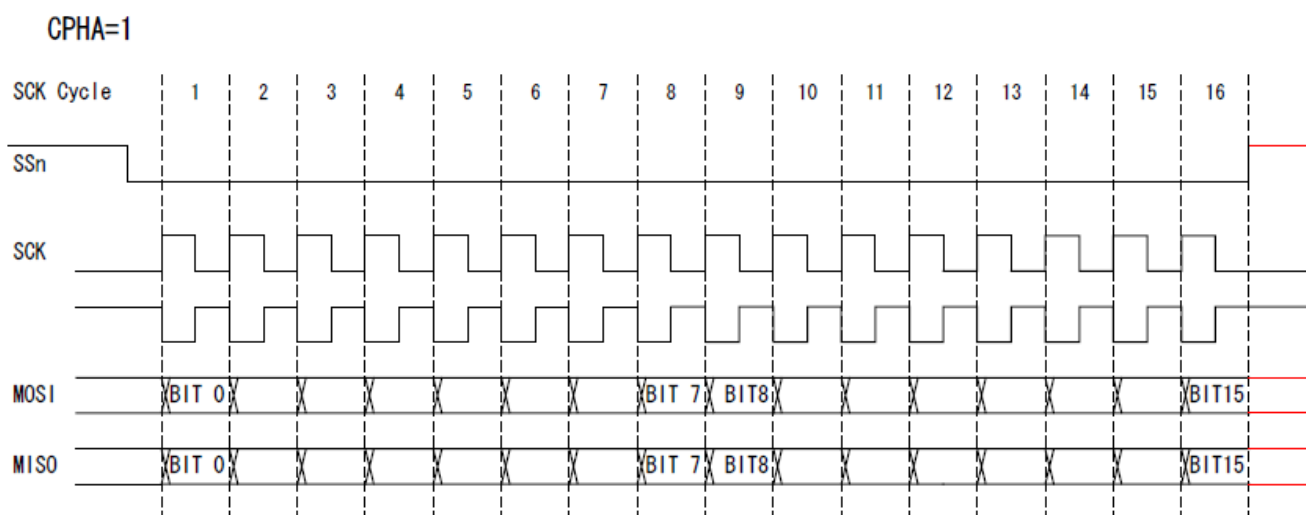 CPHA=1
SCK Cycle 1 2 3 4 5 6 7 8 9 10 11 12 13 14 15 16
SSn
SCK
MOSI BIT 0 BIT 7 BIT8 BIT15
MISO BIT 0 BIT 7 BIT8 BIT15